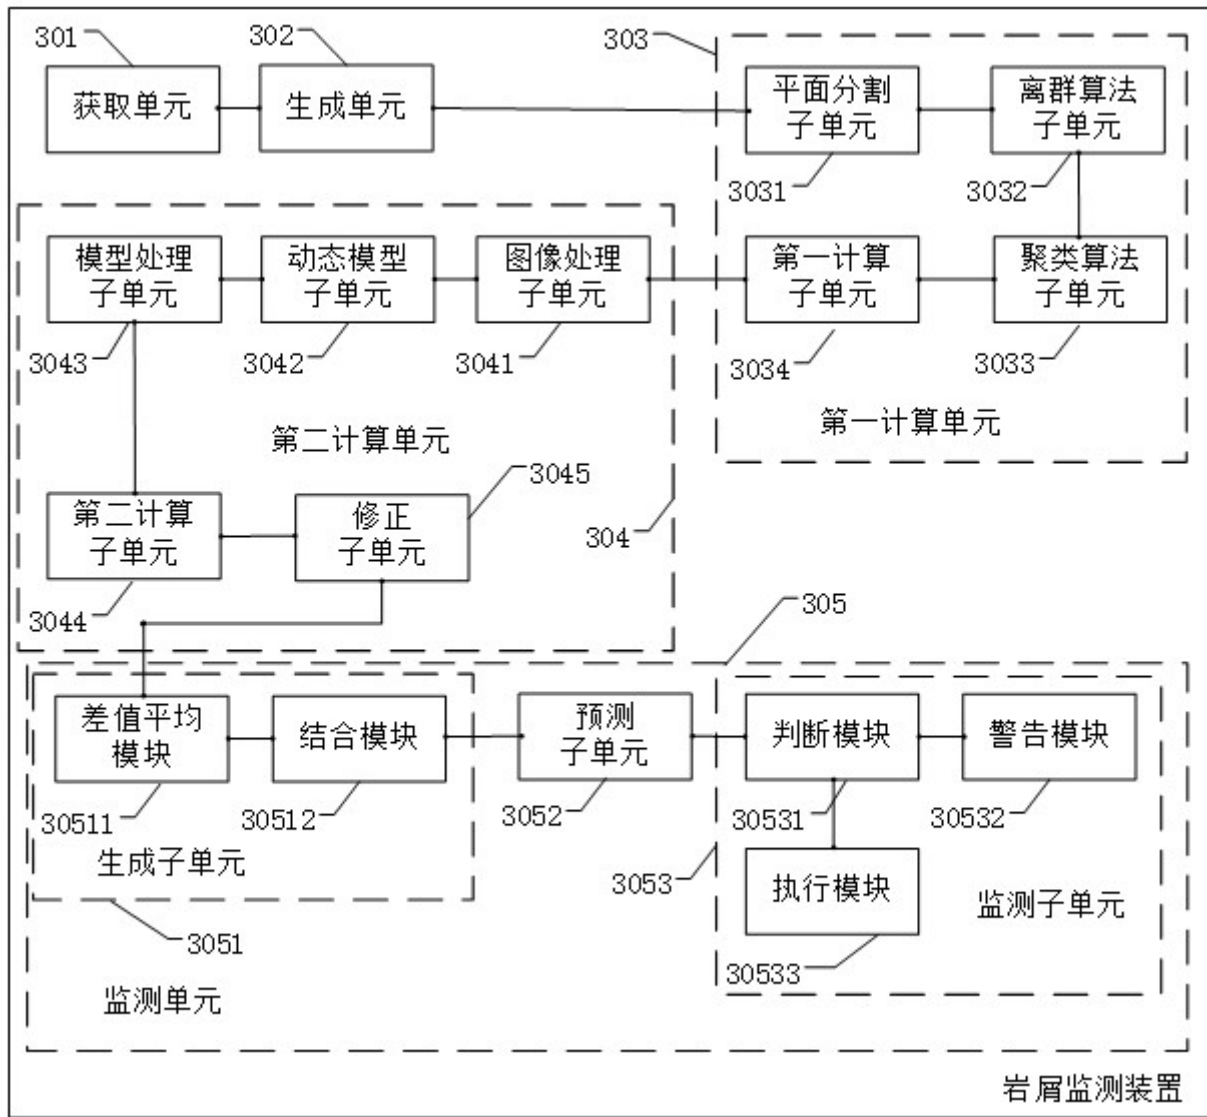 301
302
303
获取单元
生成单元
平面分割
子单元
离群算法
子单元
3031
3032
模型处理
子单元
动态模型
子单元
图像处理
子单元
第一计算
子单元
聚类算法
子单元
3043
3042
3041
3034
3033
第二计算单元
第一计算单元
3045
第二计算
子单元
修正
子单元
304
3044
305
差值平均
模块
结合模块
预测
子单元
判断模块
警告模块
30511
30512
3052
30531
30532
生成子单元
3053
执行模块
监测子单元
3051
30533
监测单元
岩屑监测装置